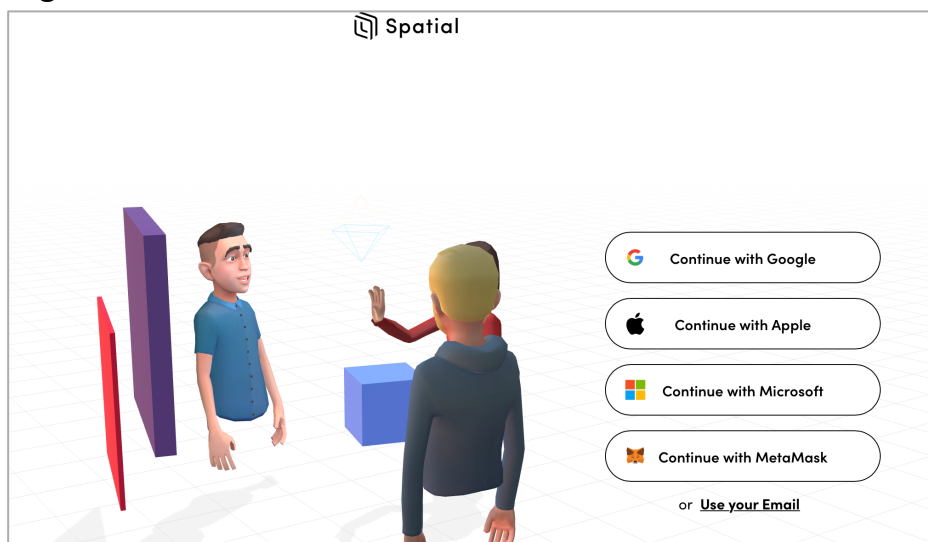 Spatial
Continue with Google
Continue with Apple
Continue with Microsoft
Continue with MetaMask
or Use your Email